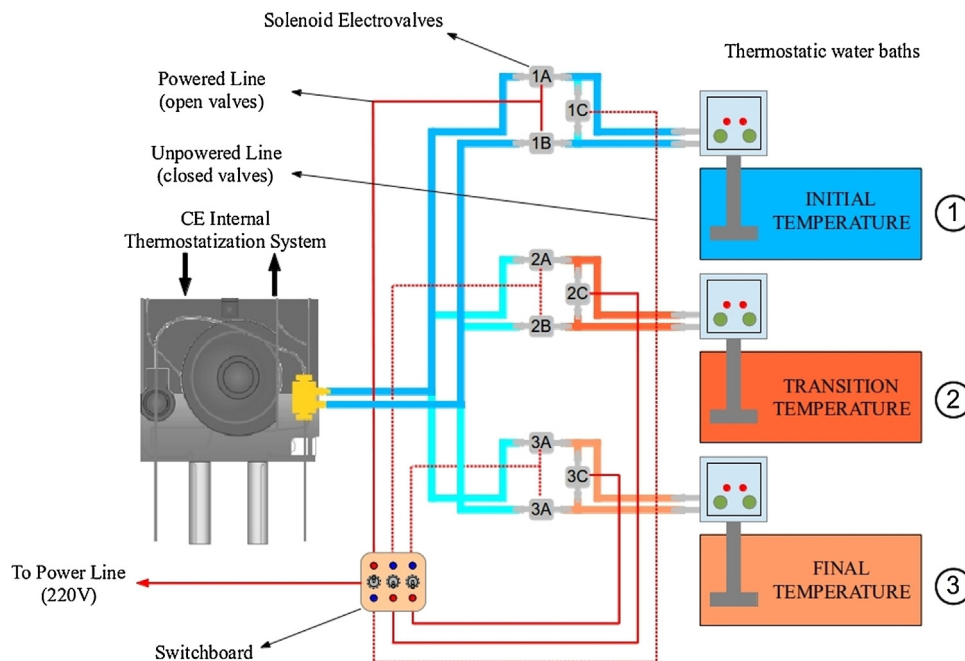 Solenoid Electrovalves
Thermostatic water baths
Powered Line
(open valves)
Unpowered Line
(closed valves)
CE Internal
Thermostatization System
1A
1C
1B
INITIAL
TEMPERATURE
1
2A
2C
2B
TRANSITION
TEMPERATURE
2
3A
3C
3A
FINAL
TEMPERATURE
3
To Power Line
(220V)
Switchboard